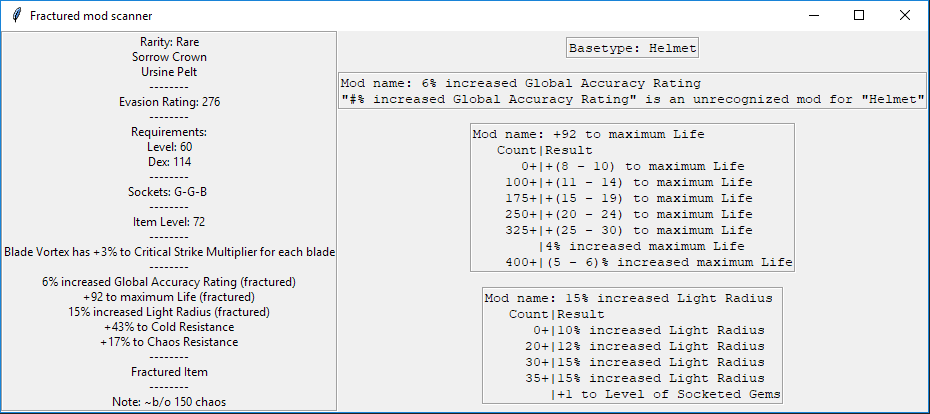 Fractured mod scanner
Rarity: Rare
Sorrow Crown
Ursine Pelt
--------
Evasion Rating: 276
--------
Requirements:
Level: 60
Dex: 114
--------
Sockets: G-G-B
--------
Item Level: 72
--------
Blade Vortex has +3% to Critical Strike Multiplier for each blade
--------
6% increased Global Accuracy Rating (fractured)
+92 to maximum Life (fractured)
15% increased Light Radius (fractured)
+43% to Cold Resistance
+17% to Chaos Resistance
--------
Fractured Item
--------
Note: ~b/o 150 chaos
Basetype: Helmet
Mod name: 6% increased Global Accuracy Rating
"#% increased Global Accuracy Rating" is an unrecognized mod for "Helmet"
Mod name: +92 to maximum Life
Count|Result
0+|+(8 - 10) to maximum Life
100+|+(11 - 14) to maximum Life
175+|+(15 - 19) to maximum Life
250+|+(20 - 24) to maximum Life
325+|+(25 - 30) to maximum Life
|4% increased maximum Life
400+|(5 - 6)% increased maximum Life
Mod name: 15% increased Light Radius
Count|Result
0+|10% increased Light Radius
20+|12% increased Light Radius
30+|15% increased Light Radius
35+|15% increased Light Radius
|+1 to Level of Socketed Gems